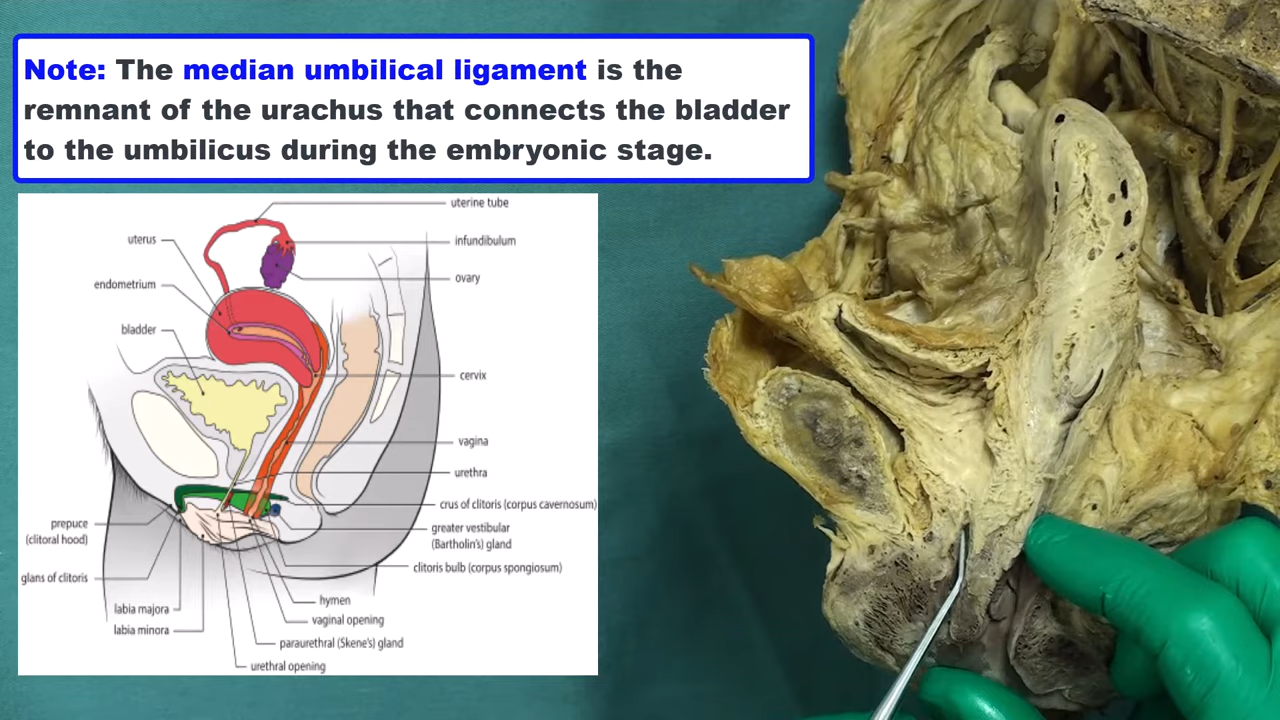 Note: The median umbilical ligament is the
remnant of the urachus that connects the bladder
to the umbilicus during the embryonic stage.
uterine tube
uterus
infundibulum
ovary
endometrium
bladder
cervix
vagina
urethra
crus of clitoris (corpus cavernosum)
prepuce
(clitoral hood)
greater vestibular
(Bartholin's) gland
clitoris bulb (corpus spongiosum)
glans of clitoris
hymen
labia majora
vaginal opening
labia minora
paraurethral (Skene's) gland
urethral opening